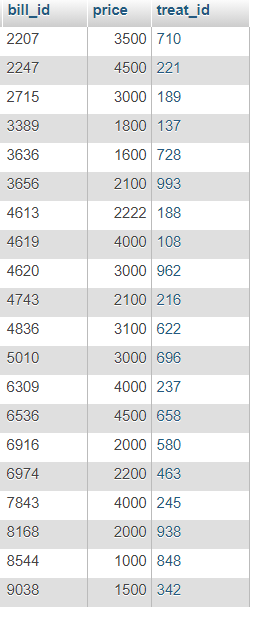 bill_id price treat_id
2207 3500 710
2247 4500 221
2715 3000 189
3389 1800 137
3636 1600 728
3656 2100 993
4613 2222 188
4619 4000 108
4620 3000 962
4743 2100 216
4836 3100 622
5010 3000 696
6309 4000 237
6536 4500 658
6916 2000 580
6974 2200 463
7843 4000 245
8168 2000 938
8544 1000 848
9038 1500 342